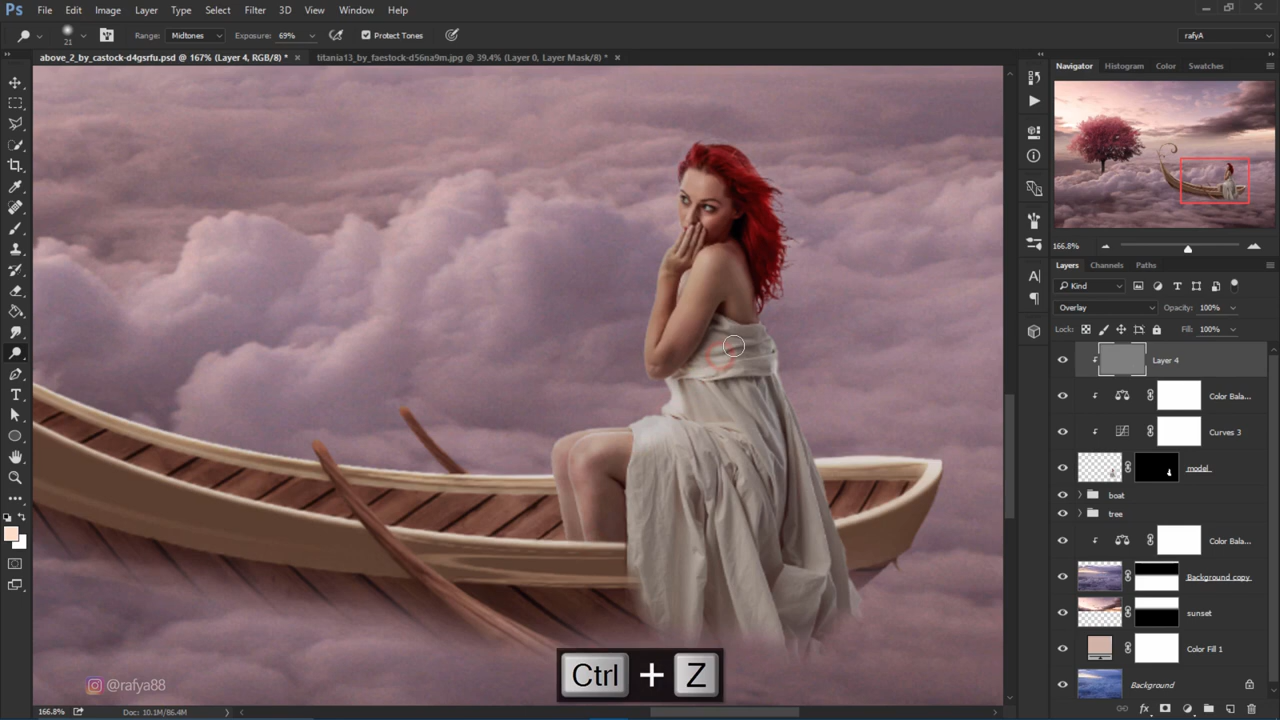 Ps File Edit Image Layer Type Select Filter 3D View Window Help
21 Range: Midtones Exposure: 69% Protect Tones rafyA
above_2_by_castock-d4gsrfu.psd @ 167% (Layer 4, RGB/8) * × titania13_by_faestock-d56na9m.jpg @ 39.4% (Layer 0, Layer Mask/8) * ×
Navigator Histogram Color Swatches
166.8%
Layers Channels Paths
Kind
Overlay Opacity: 100%
Lock: Fill: 100%
Layer 4
Color Bala...
Curves 3
model
boat
tree
Color Bala...
Background copy
sunset
Color Fill 1
Background
fx
A
T
Ctrl + Z
@rafya88
166.8% Doc: 10.1M/86.4M